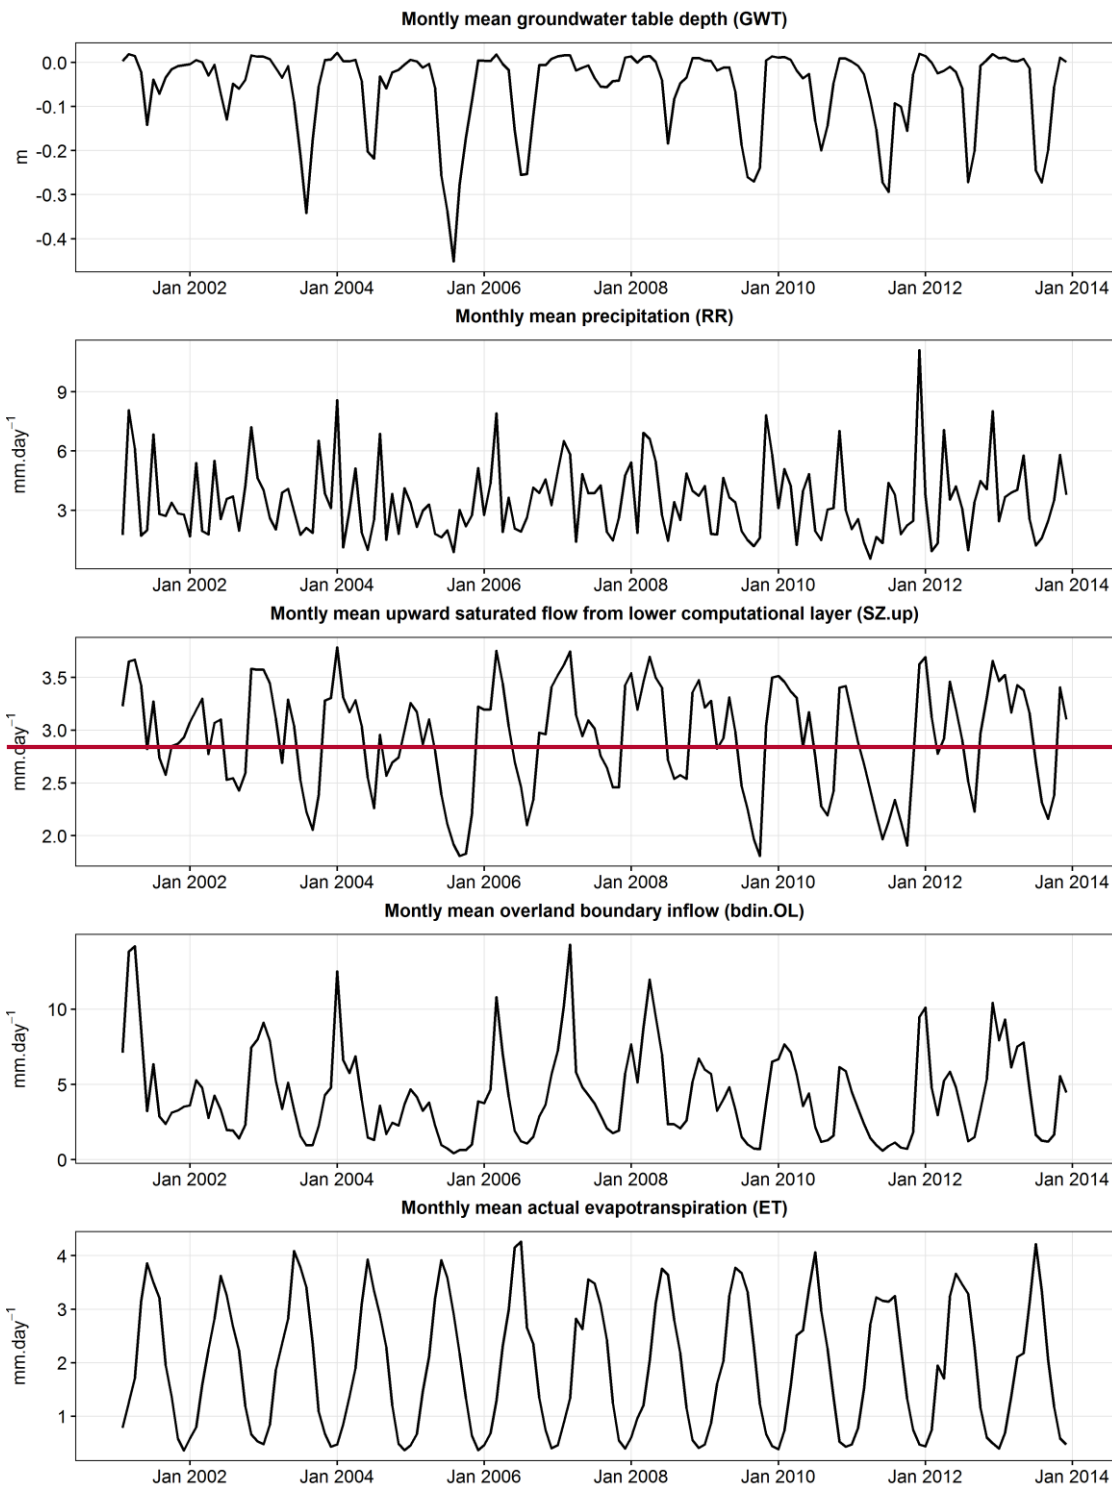 Montly mean groundwater table depth (GWT)
0.0
-0.1
-0.2
-0.3
-0.4
m
Jan 2002 Jan 2004 Jan 2006 Jan 2008 Jan 2010 Jan 2012 Jan 2014
Monthly mean precipitation (RR)
9
6
3
mm.day⁻¹
Jan 2002 Jan 2004 Jan 2006 Jan 2008 Jan 2010 Jan 2012 Jan 2014
Montly mean upward saturated flow from lower computational layer (SZ.up)
3.5
3.0
2.5
2.0
mm.day⁻¹
Jan 2002 Jan 2004 Jan 2006 Jan 2008 Jan 2010 Jan 2012 Jan 2014
Montly mean overland boundary inflow (bdin.OL)
10
5
0
mm.day⁻¹
Jan 2002 Jan 2004 Jan 2006 Jan 2008 Jan 2010 Jan 2012 Jan 2014
Monthly mean actual evapotranspiration (ET)
4
3
2
1
mm.day⁻¹
Jan 2002 Jan 2004 Jan 2006 Jan 2008 Jan 2010 Jan 2012 Jan 2014